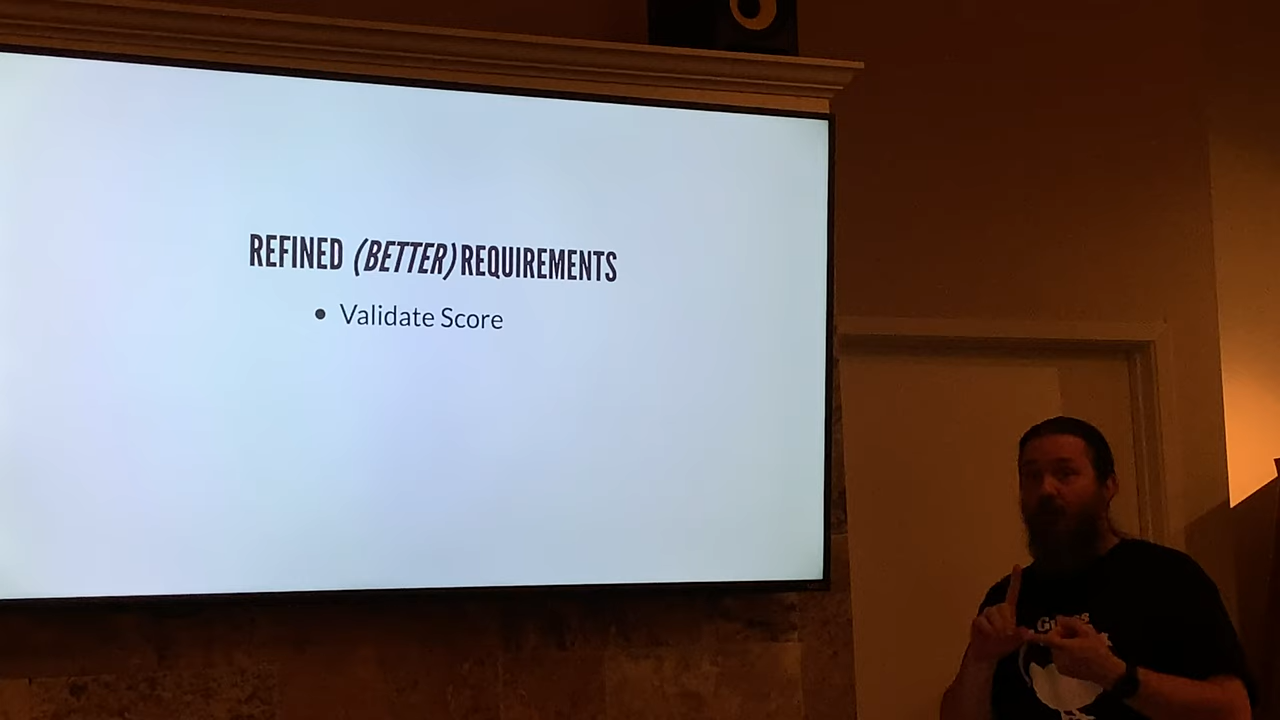 REFINED (BETTER) REQUIREMENTS
• Validate Score